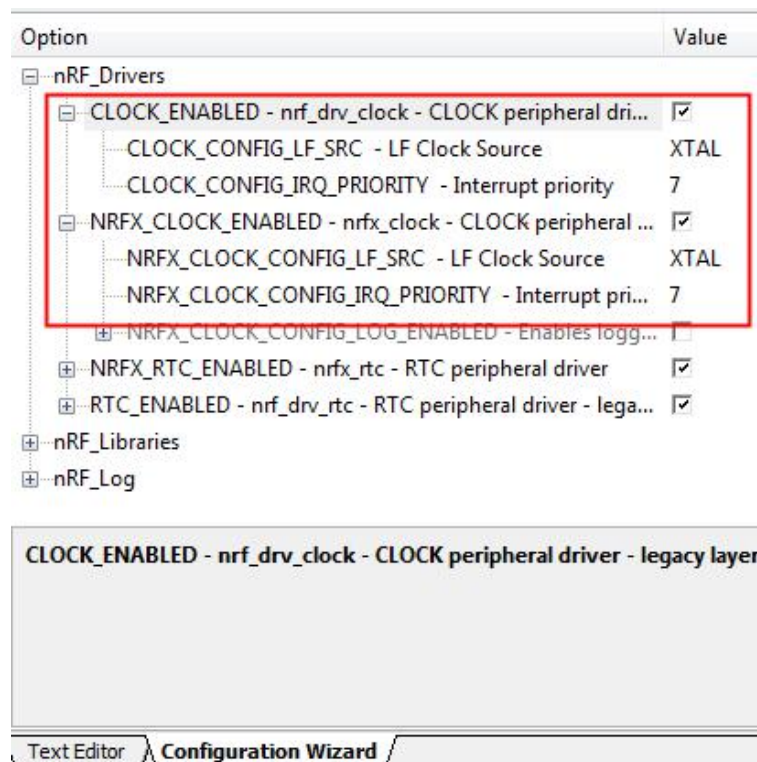 Option Value
nRF_Drivers
CLOCK_ENABLED - nrf_drv_clock - CLOCK peripheral dri...
CLOCK_CONFIG_LF_SRC - LF Clock Source XTAL
CLOCK_CONFIG_IRQ_PRIORITY - Interrupt priority 7
NRFX_CLOCK_ENABLED - nrfx_clock - CLOCK peripheral ...
NRFX_CLOCK_CONFIG_LF_SRC - LF Clock Source XTAL
NRFX_CLOCK_CONFIG_IRQ_PRIORITY - Interrupt pri... 7
NRFX_CLOCK_CONFIG_LOG_ENABLED - Enables logg...
NRFX_RTC_ENABLED - nrfx_rtc - RTC peripheral driver
RTC_ENABLED - nrf_drv_rtc - RTC peripheral driver - lega...
nRF_Libraries
nRF_Log
CLOCK_ENABLED - nrf_drv_clock - CLOCK peripheral driver - legacy layer
Text Editor Configuration Wizard